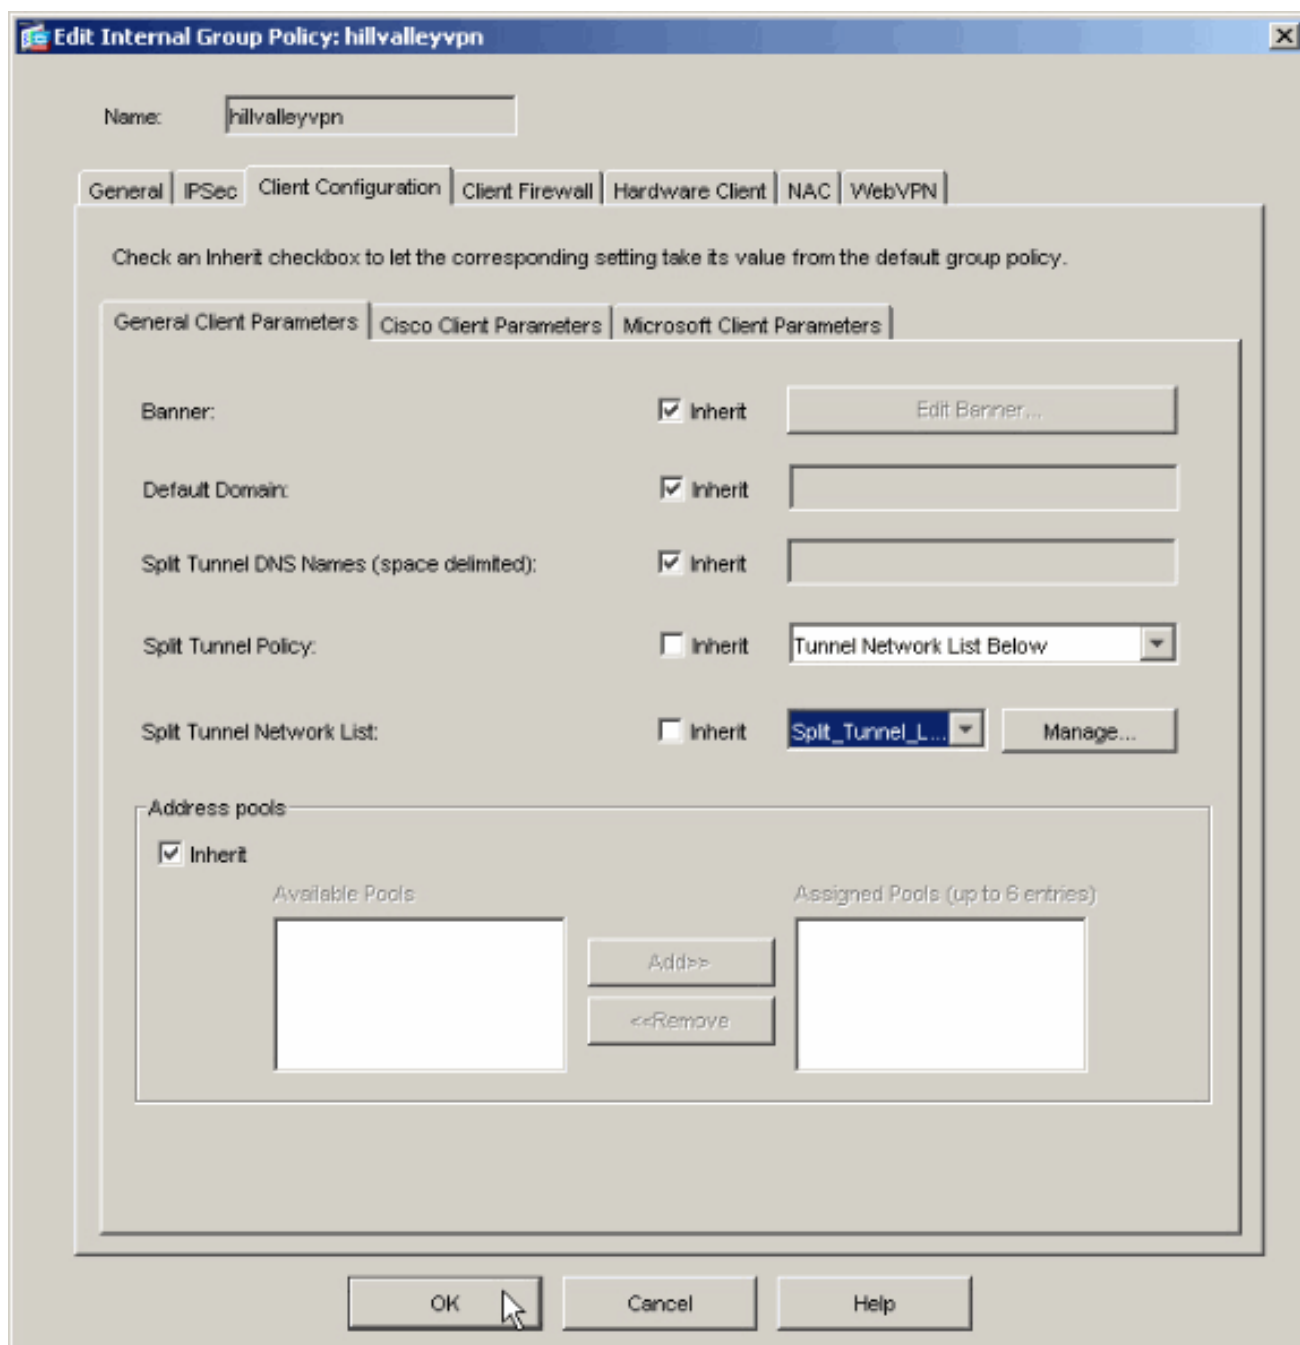 Edit Internal Group Policy: hillvalleyvpn
Name: hillvalleyvpn
General IPSec Client Configuration Client Firewall Hardware Client NAC WebVPN
Check an Inherit checkbox to let the corresponding setting take its value from the default group policy.
General Client Parameters Cisco Client Parameters Microsoft Client Parameters
Banner: Inherit Edit Banner...
Default Domain: Inherit
Split Tunnel DNS Names (space delimited): Inherit
Split Tunnel Policy: Inherit Tunnel Network List Below
Split Tunnel Network List: Inherit Split_Tunnel_L... Manage...
Address pools
Inherit
Available Pools Assigned Pools (up to 6 entries)
Add>>
<<Remove
OK Cancel Help